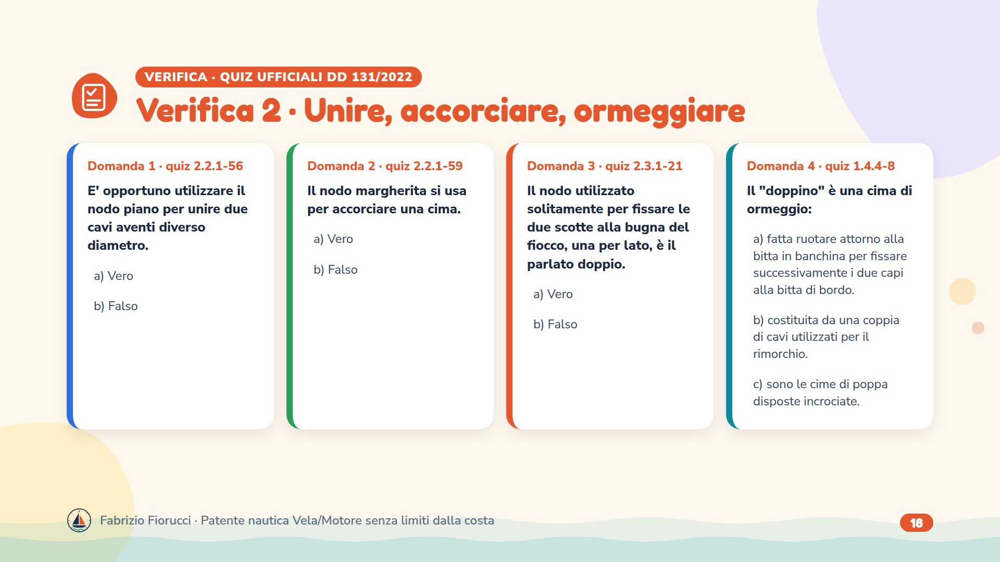 VERIFICA · QUIZ UFFICIALI DD 131/2022
Verifica 2 · Unire, accorciare, ormeggiare
Domanda 1 · quiz 2.2.1-56
E' opportuno utilizzare il
nodo piano per unire due
cavi aventi diverso
diametro.
a) Vero
b) Falso
Domanda 2 · quiz 2.2.1-59
Il nodo margherita si usa
per accorciare una cima.
a) Vero
b) Falso
Domanda 3 · quiz 2.3.1-21
Il nodo utilizzato
solitamente per fissare le
due scotte alla bugna del
fiocco, una per lato, è il
parlato doppio.
a) Vero
b) Falso
Domanda 4 · quiz 1.4.4-8
Il "doppino" è una cima di
ormeggio:
a) fatta ruotare attorno alla
bitta in banchina per fissare
successivamente i due capi
alla bitta di bordo.
b) costituita da una coppia
di cavi utilizzati per il
rimorchio.
c) sono le cime di poppa
disposte incrociate.
Fabrizio Fiorucci · Patente nautica Vela/Motore senza limiti dalla costa
18